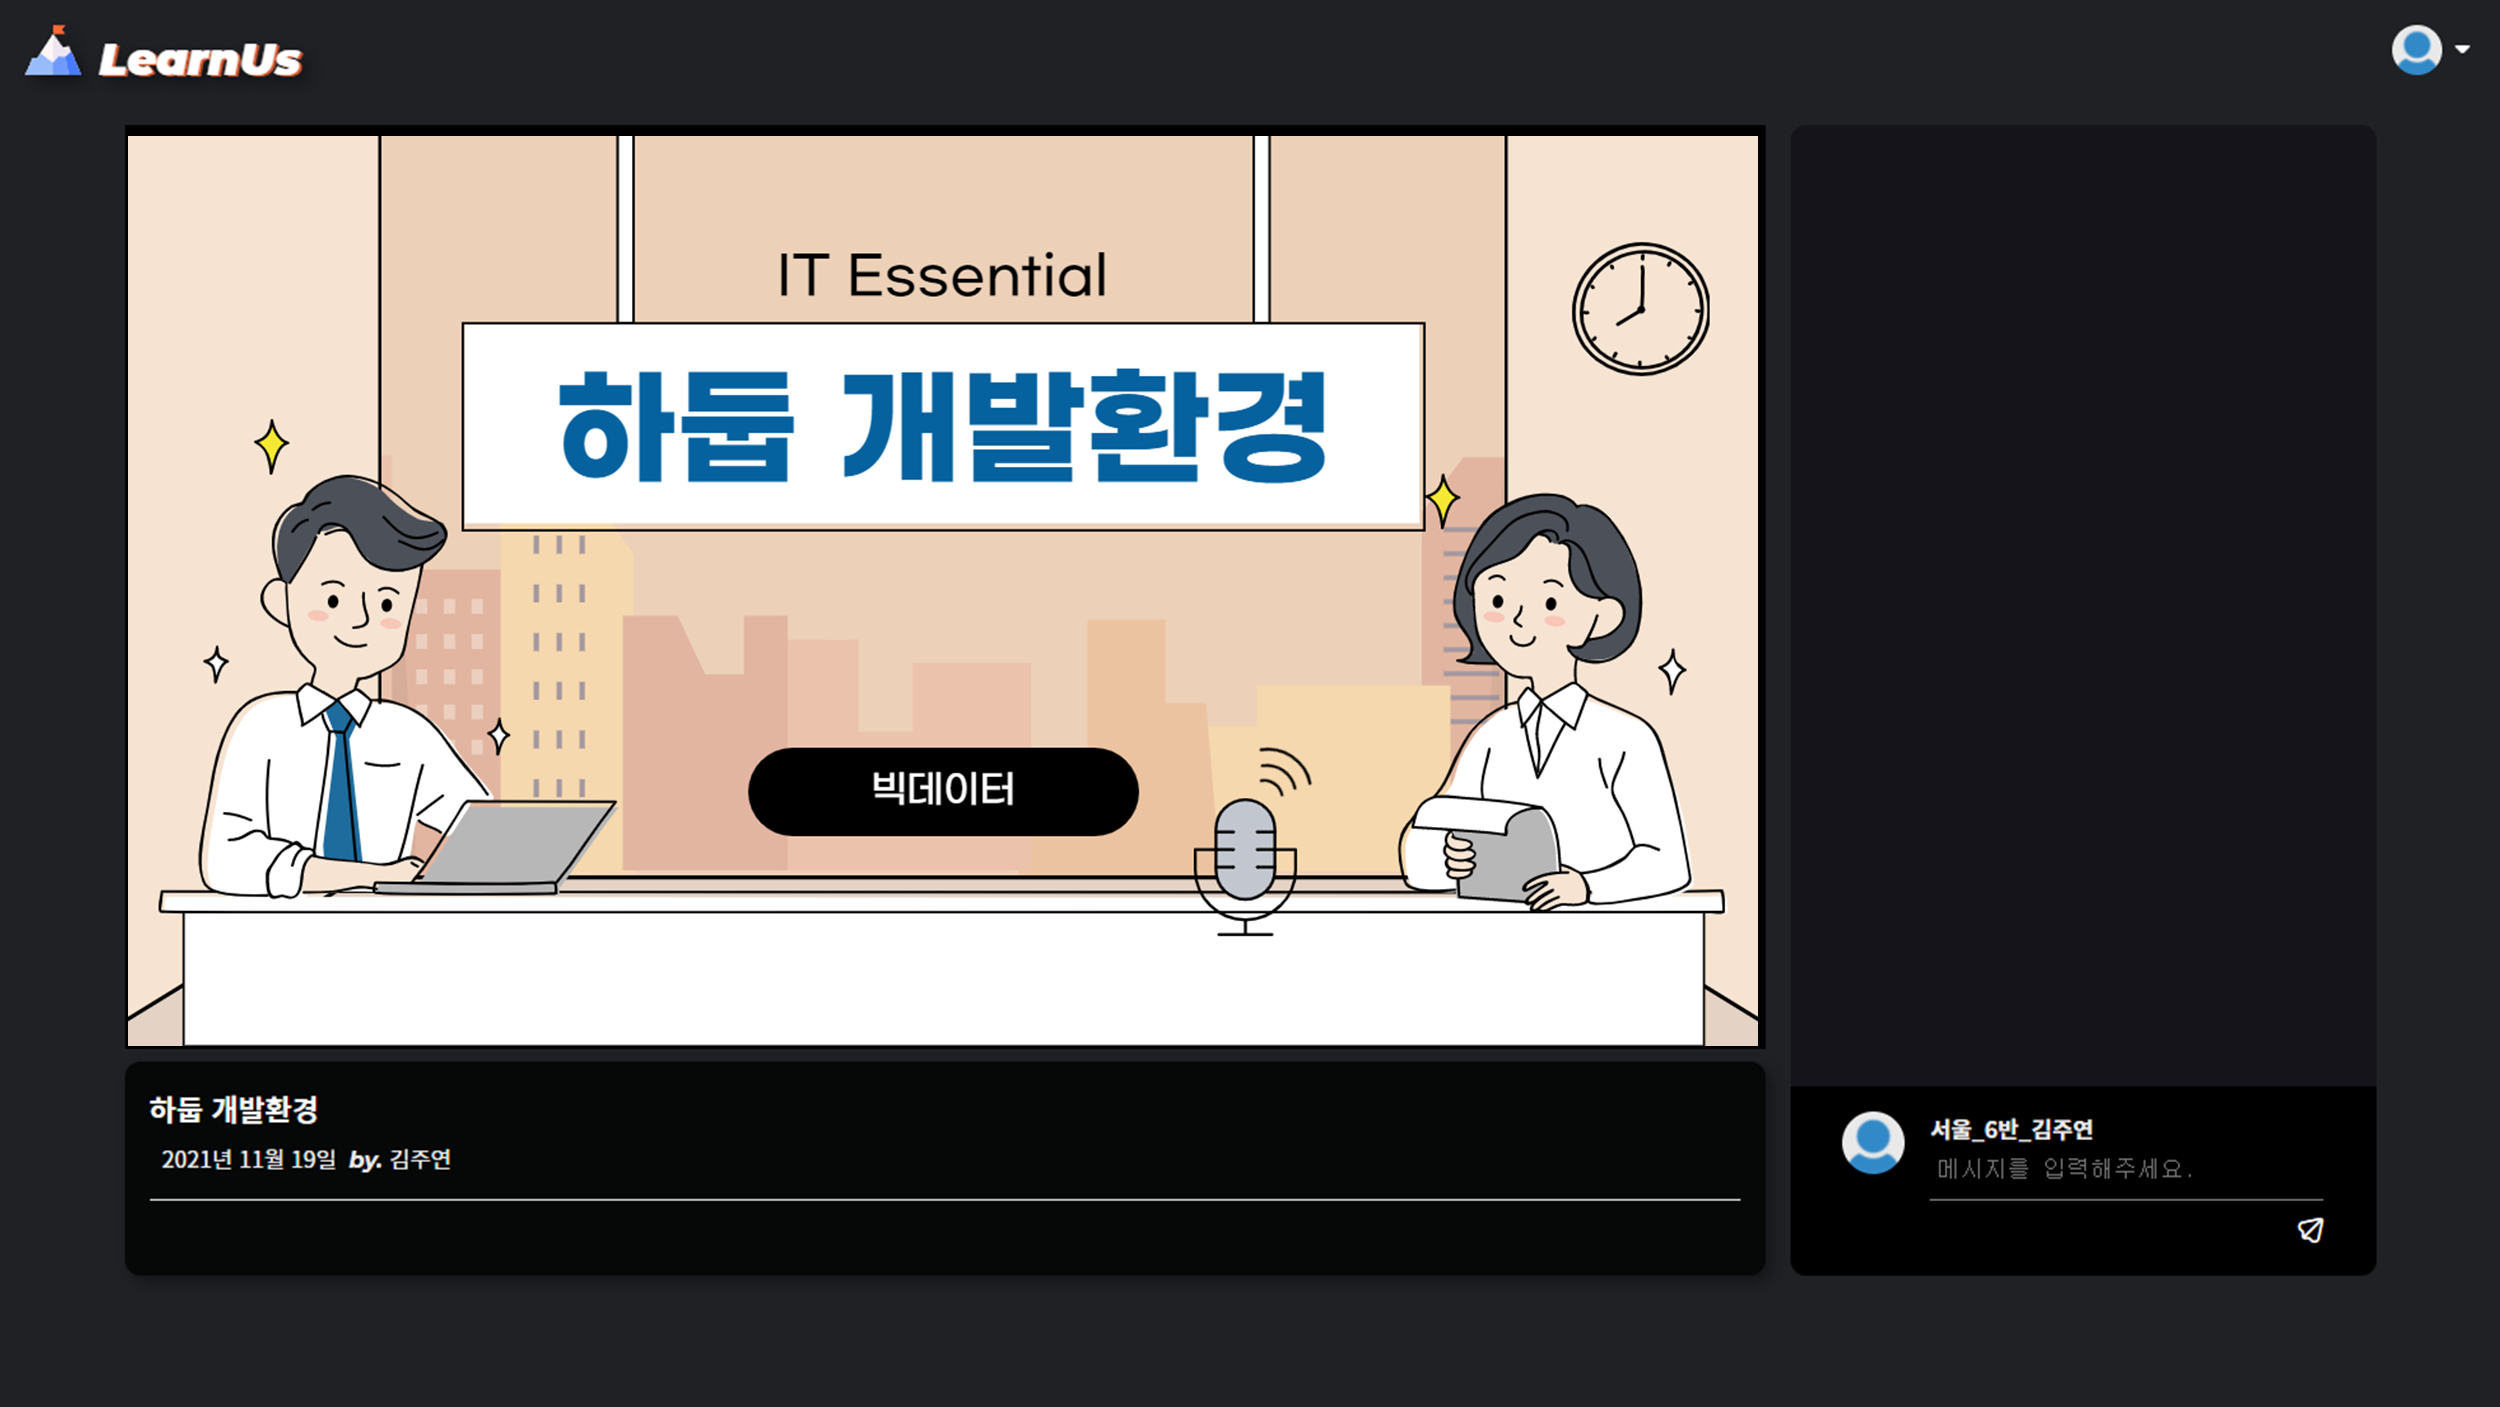 LearnUs
IT Essential
하둡 개발환경
빅데이터
하둡 개발환경
2021년 11월 19일 by. 김주연
서울_6반_김주연
메시지를 입력해주세요.